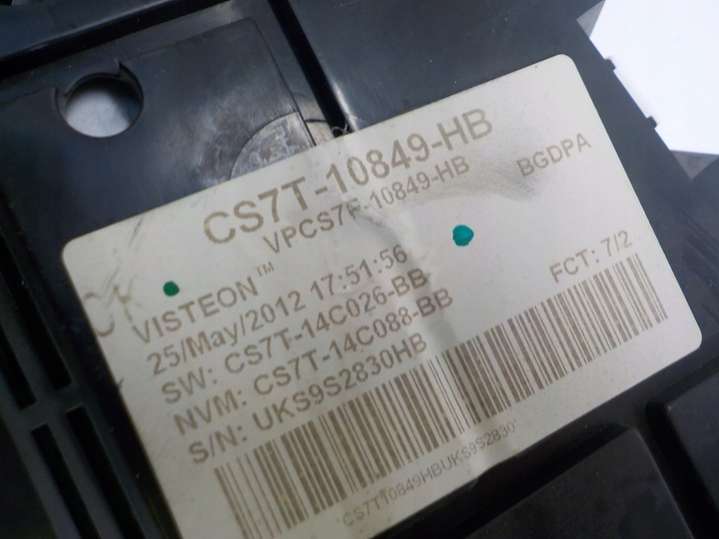 CS7T-10849-HB
VPCS7F-10849-HB BGDPA
VISTEON™
25/May/2012 17:51:56
SW: CS7T-14C026-BB
NVM: CS7T-14C088-BB FCT: 7/2
S/N: UKS9S2830HB
CS7T10849HBUKS9S2830